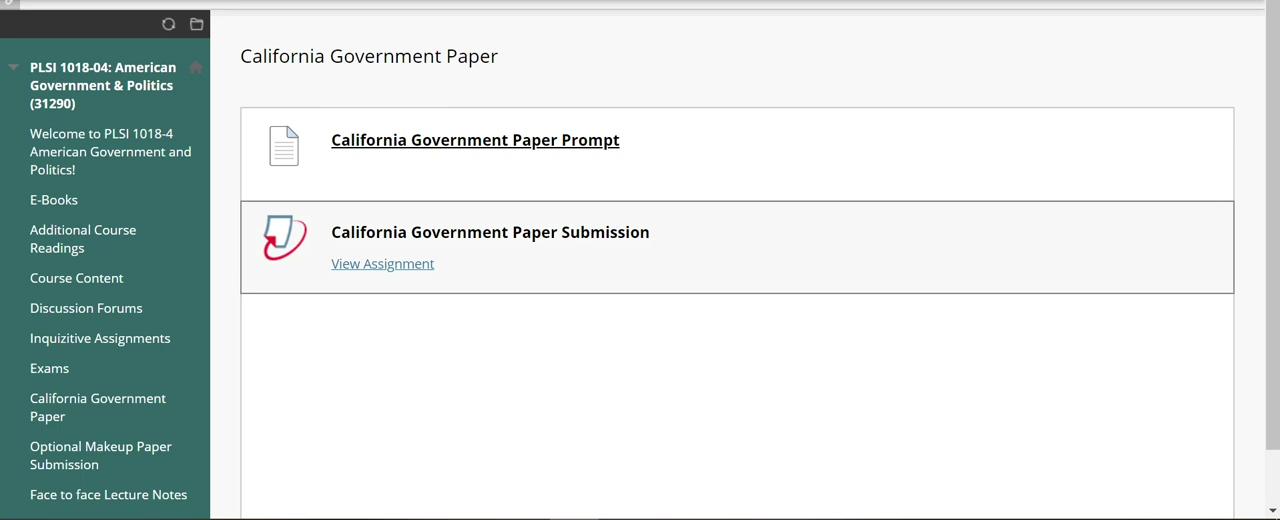 PLSI 1018-04: American
Government & Politics
(31290)
Welcome to PLSI 1018-4
American Government and
Politics!
E-Books
Additional Course
Readings
Course Content
Discussion Forums
Inquizitive Assignments
Exams
California Government
Paper
Optional Makeup Paper
Submission
Face to face Lecture Notes
California Government Paper
California Government Paper Prompt
California Government Paper Submission
View Assignment